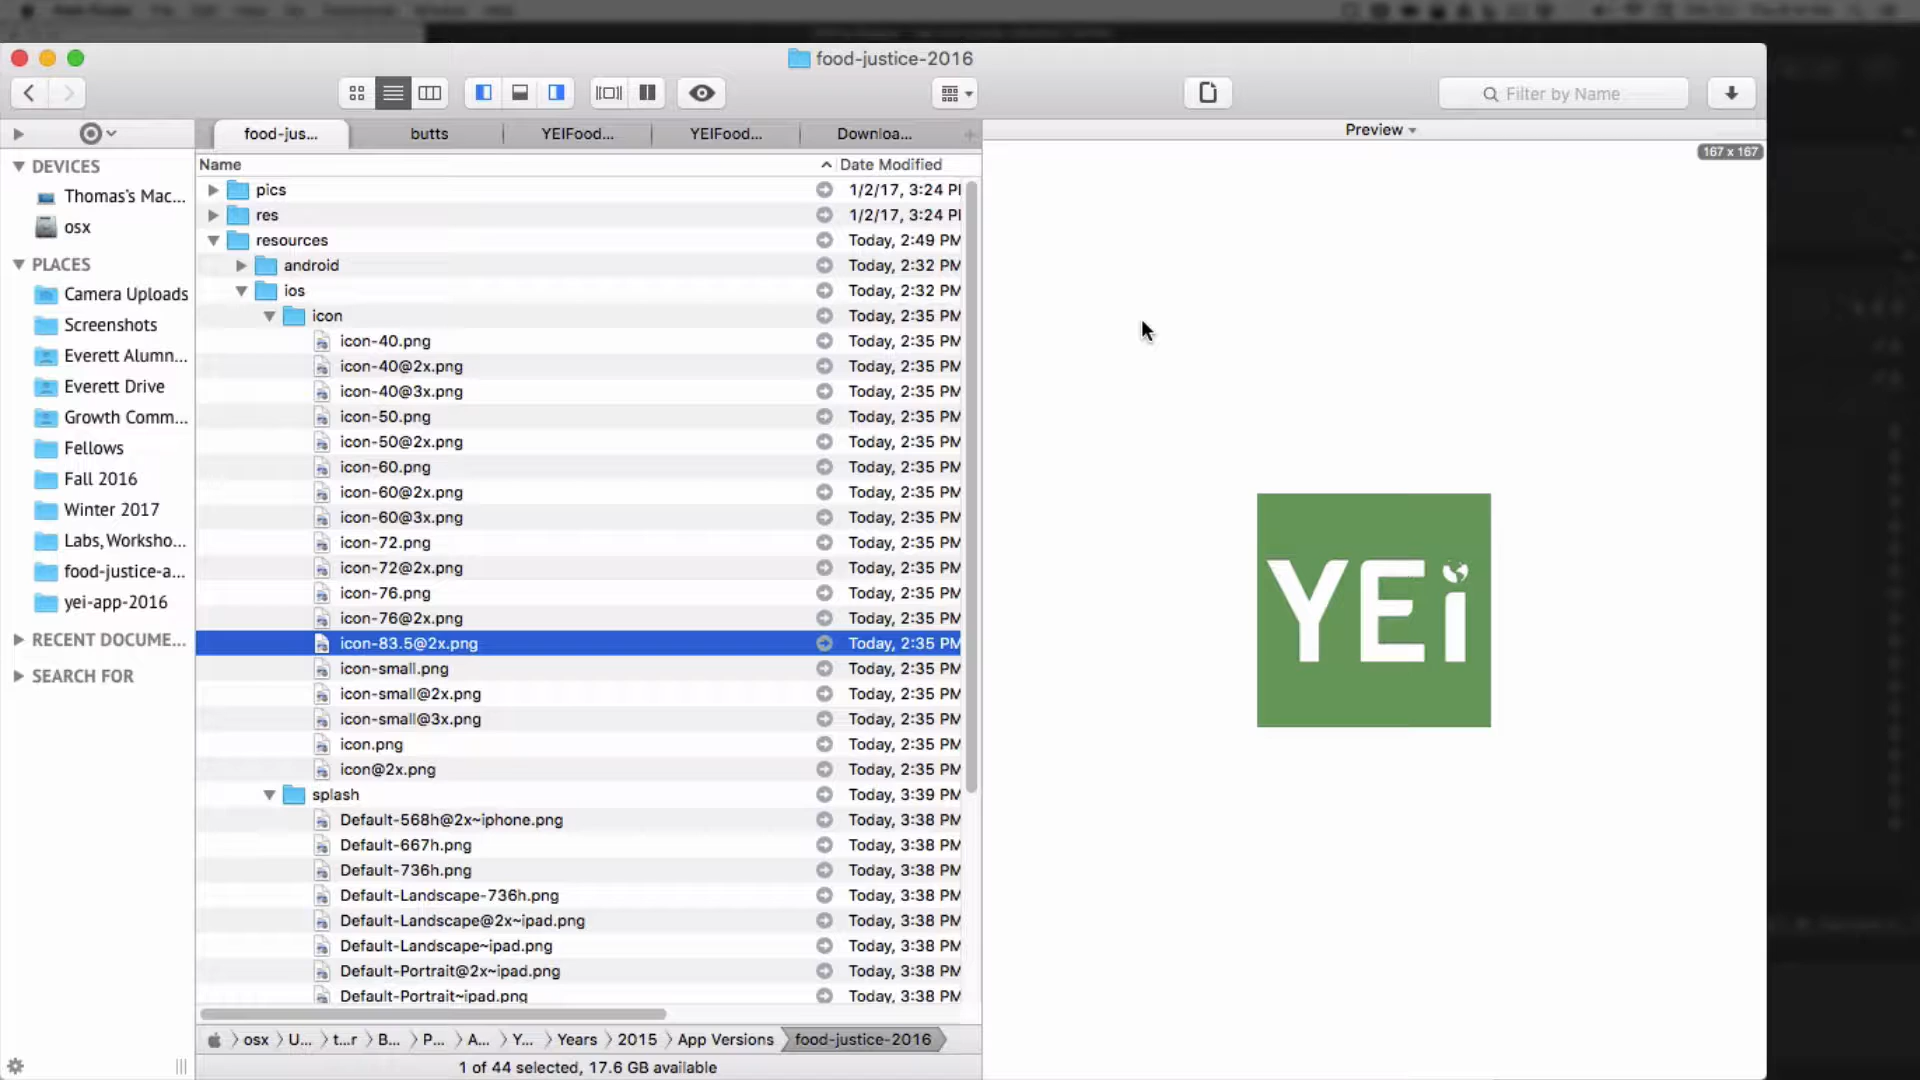 food-justice-2016
Filter by Name
food-jus...
butts
YEIFood...
YEIFood...
Downloa...
Preview
DEVICES
Thomas's Mac...
osx
PLACES
Camera Uploads
Screenshots
Everett Alumn...
Everett Drive
Growth Comm...
Fellows
Fall 2016
Winter 2017
Labs, Worksho...
food-justice-a...
yei-app-2016
RECENT DOCUME...
SEARCH FOR
Name Date Modified
pics 1/2/17, 3:24 PM
res 1/2/17, 3:24 PM
resources Today, 2:49 PM
android Today, 2:32 PM
ios Today, 2:32 PM
icon Today, 2:35 PM
icon-40.png Today, 2:35 PM
icon-40@2x.png Today, 2:35 PM
icon-40@3x.png Today, 2:35 PM
icon-50.png Today, 2:35 PM
icon-50@2x.png Today, 2:35 PM
icon-60.png Today, 2:35 PM
icon-60@2x.png Today, 2:35 PM
icon-60@3x.png Today, 2:35 PM
icon-72.png Today, 2:35 PM
icon-72@2x.png Today, 2:35 PM
icon-76.png Today, 2:35 PM
icon-76@2x.png Today, 2:35 PM
icon-83.5@2x.png Today, 2:35 PM
icon-small.png Today, 2:35 PM
icon-small@2x.png Today, 2:35 PM
icon-small@3x.png Today, 2:35 PM
icon.png Today, 2:35 PM
icon@2x.png Today, 2:35 PM
splash Today, 3:39 PM
Default-568h@2x~iphone.png Today, 3:38 PM
Default-667h.png Today, 3:38 PM
Default-736h.png Today, 3:38 PM
Default-Landscape-736h.png Today, 3:38 PM
Default-Landscape@2x~ipad.png Today, 3:38 PM
Default-Landscape~ipad.png Today, 3:38 PM
Default-Portrait@2x~ipad.png Today, 3:38 PM
Default-Portrait~ipad.png Today, 3:38 PM
167 x 167
YEi
osx U... t...r B... P... A... Y... Years 2015 App Versions food-justice-2016
1 of 44 selected, 17.6 GB available